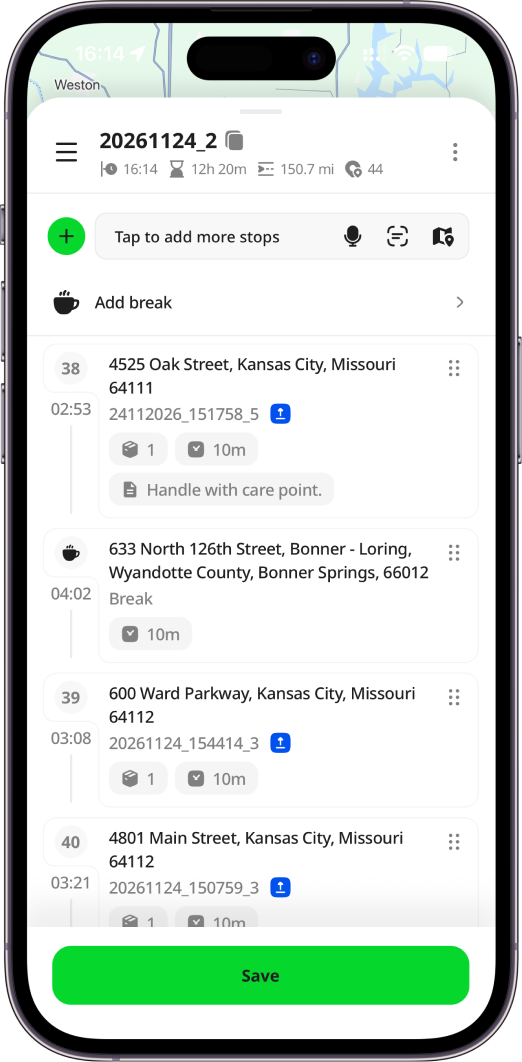 16:14
Weston
20261124_2
16:14 12h 20m 150.7 mi 44
Tap to add more stops
Add break
38
4525 Oak Street, Kansas City, Missouri
64111
02:53
24112026_151758_5
1 10m
Handle with care point.
633 North 126th Street, Bonner - Loring,
Wyandotte County, Bonner Springs, 66012
04:02
Break
10m
39
600 Ward Parkway, Kansas City, Missouri
64112
03:08
20261124_154414_3
1 10m
40
4801 Main Street, Kansas City, Missouri
64112
03:21
20261124_150759_3
1 10m
Save